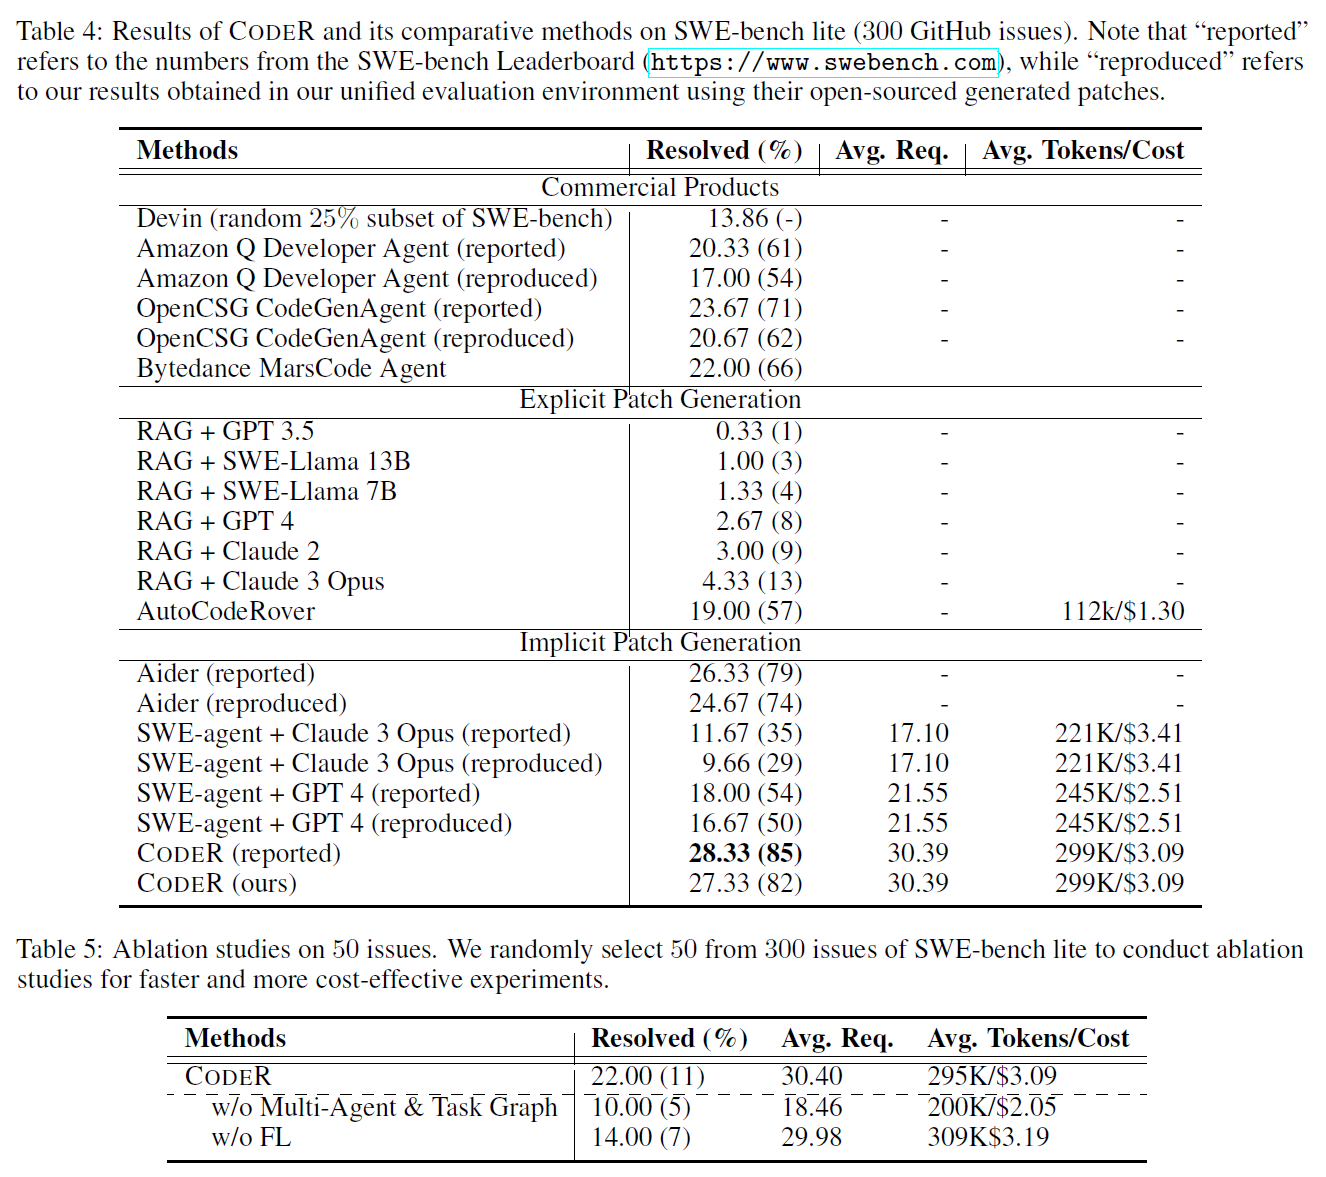 Table 4: Results of CODER and its comparative methods on SWE-bench lite (300 GitHub issues). Note that “reported”
refers to the numbers from the SWE-bench Leaderboard (https://www.swebench.com), while “reproduced” refers
to our results obtained in our unified evaluation environment using their open-sourced generated patches.
Methods Resolved (%) Avg. Req. Avg. Tokens/Cost
Commercial Products
Devin (random 25% subset of SWE-bench) 13.86 (-) - -
Amazon Q Developer Agent (reported) 20.33 (61) - -
Amazon Q Developer Agent (reproduced) 17.00 (54) - -
OpenCSG CodeGenAgent (reported) 23.67 (71) - -
OpenCSG CodeGenAgent (reproduced) 20.67 (62) - -
Bytedance MarsCode Agent 22.00 (66)
Explicit Patch Generation
RAG + GPT 3.5 0.33 (1) - -
RAG + SWE-Llama 13B 1.00 (3) - -
RAG + SWE-Llama 7B 1.33 (4) - -
RAG + GPT 4 2.67 (8) - -
RAG + Claude 2 3.00 (9) - -
RAG + Claude 3 Opus 4.33 (13) - -
AutoCodeRover 19.00 (57) - 112k/$1.30
Implicit Patch Generation
Aider (reported) 26.33 (79) - -
Aider (reproduced) 24.67 (74) - -
SWE-agent + Claude 3 Opus (reported) 11.67 (35) 17.10 221K/$3.41
SWE-agent + Claude 3 Opus (reproduced) 9.66 (29) 17.10 221K/$3.41
SWE-agent + GPT 4 (reported) 18.00 (54) 21.55 245K/$2.51
SWE-agent + GPT 4 (reproduced) 16.67 (50) 21.55 245K/$2.51
CODER (reported) 28.33 (85) 30.39 299K/$3.09
CODER (ours) 27.33 (82) 30.39 299K/$3.09
Table 5: Ablation studies on 50 issues. We randomly select 50 from 300 issues of SWE-bench lite to conduct ablation
studies for faster and more cost-effective experiments.
Methods Resolved (%) Avg. Req. Avg. Tokens/Cost
CODER 22.00 (11) 30.40 295K/$3.09
w/o Multi-Agent & Task Graph 10.00 (5) 18.46 200K/$2.05
w/o FL 14.00 (7) 29.98 309K$3.19